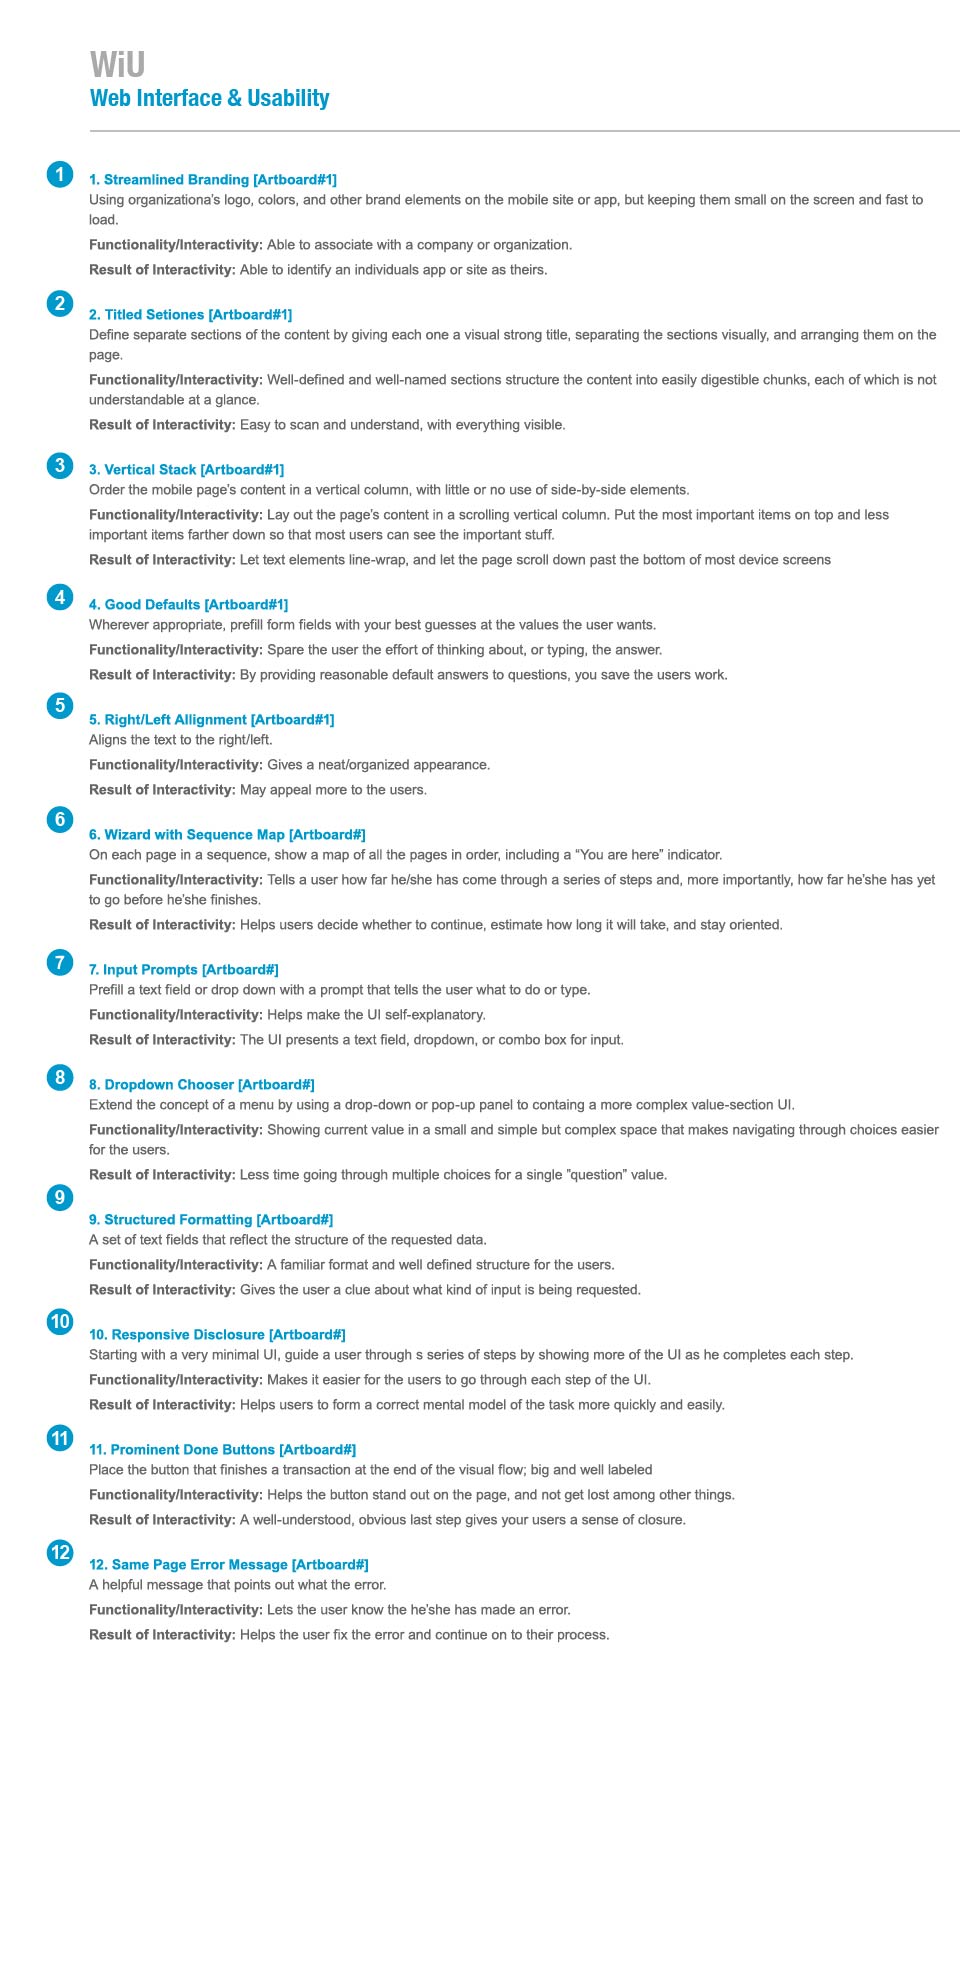 WiU
Web Interface & Usability
1
1. Streamlined Branding [Artboard#1]
Using organizationa's logo, colors, and other brand elements on the mobile site or app, but keeping them small on the screen and fast to
load.
Functionality/Interactivity: Able to associate with a company or organization.
Result of Interactivity: Able to identify an individuals app or site as theirs.
2
2. Titled Setiones [Artboard#1]
Define separate sections of the content by giving each one a visual strong title, separating the sections visually, and arranging them on the
page.
Functionality/Interactivity: Well-defined and well-named sections structure the content into easily digestible chunks, each of which is not
understandable at a glance.
Result of Interactivity: Easy to scan and understand, with everything visible.
3
3. Vertical Stack [Artboard#1]
Order the mobile page's content in a vertical column, with little or no use of side-by-side elements.
Functionality/Interactivity: Lay out the page's content in a scrolling vertical column. Put the most important items on top and less
important items farther down so that most users can see the important stuff.
Result of Interactivity: Let text elements line-wrap, and let the page scroll down past the bottom of most device screens
4
4. Good Defaults [Artboard#1]
Wherever appropriate, prefill form fields with your best guesses at the values the user wants.
Functionality/Interactivity: Spare the user the effort of thinking about, or typing, the answer.
Result of Interactivity: By providing reasonable default answers to questions, you save the users work.
5
5. Right/Left Allignment [Artboard#1]
Aligns the text to the right/left.
Functionality/Interactivity: Gives a neat/organized appearance.
Result of Interactivity: May appeal more to the users.
6
6. Wizard with Sequence Map [Artboard#]
On each page in a sequence, show a map of all the pages in order, including a “You are here” indicator.
Functionality/Interactivity: Tells a user how far he/she has come through a series of steps and, more importantly, how far he'she has yet
to go before he'she finishes.
Result of Interactivity: Helps users decide whether to continue, estimate how long it will take, and stay oriented.
7
7. Input Prompts [Artboard#]
Prefill a text field or drop down with a prompt that tells the user what to do or type.
Functionality/Interactivity: Helps make the UI self-explanatory.
Result of Interactivity: The UI presents a text field, dropdown, or combo box for input.
8
8. Dropdown Chooser [Artboard#]
Extend the concept of a menu by using a drop-down or pop-up panel to containg a more complex value-section UI.
Functionality/Interactivity: Showing current value in a small and simple but complex space that makes navigating through choices easier
for the users.
Result of Interactivity: Less time going through multiple choices for a single ”question” value.
9
9. Structured Formatting [Artboard#]
A set of text fields that reflect the structure of the requested data.
Functionality/Interactivity: A familiar format and well defined structure for the users.
Result of Interactivity: Gives the user a clue about what kind of input is being requested.
10
10. Responsive Disclosure [Artboard#]
Starting with a very minimal UI, guide a user through s series of steps by showing more of the UI as he completes each step.
Functionality/Interactivity: Makes it easier for the users to go through each step of the UI.
Result of Interactivity: Helps users to form a correct mental model of the task more quickly and easily.
11
11. Prominent Done Buttons [Artboard#]
Place the button that finishes a transaction at the end of the visual flow; big and well labeled
Functionality/Interactivity: Helps the button stand out on the page, and not get lost among other things.
Result of Interactivity: A well-understood, obvious last step gives your users a sense of closure.
12
12. Same Page Error Message [Artboard#]
A helpful message that points out what the error.
Functionality/Interactivity: Lets the user know the he'she has made an error.
Result of Interactivity: Helps the user fix the error and continue on to their process.